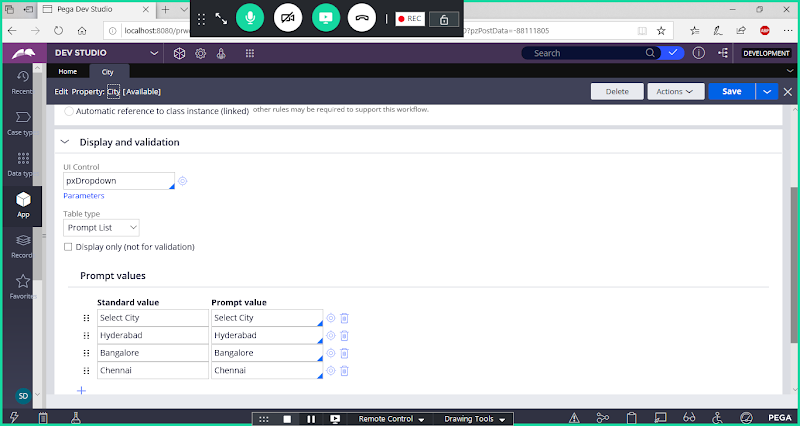 Pega Dev Studio
localhost:8080/prw
0?pzPostData=-88111805
REC
ABP
DEV STUDIO
Search
DEVELOPMENT
Home
City
Edit Property: City [Available]
Delete
Actions
Save
Recent
Case typ
Data typ
App
Record
Favorite
SD
Automatic reference to class instance (linked) other rules may be required to support this workflow.
Display and validation
UI Control
pxDropdown
Parameters
Table type
Prompt List
Display only (not for validation)
Prompt values
Standard value Prompt value
Select City Select City
Hyderabad Hyderabad
Bangalore Bangalore
Chennai Chennai
Remote Control Drawing Tools
PEGA